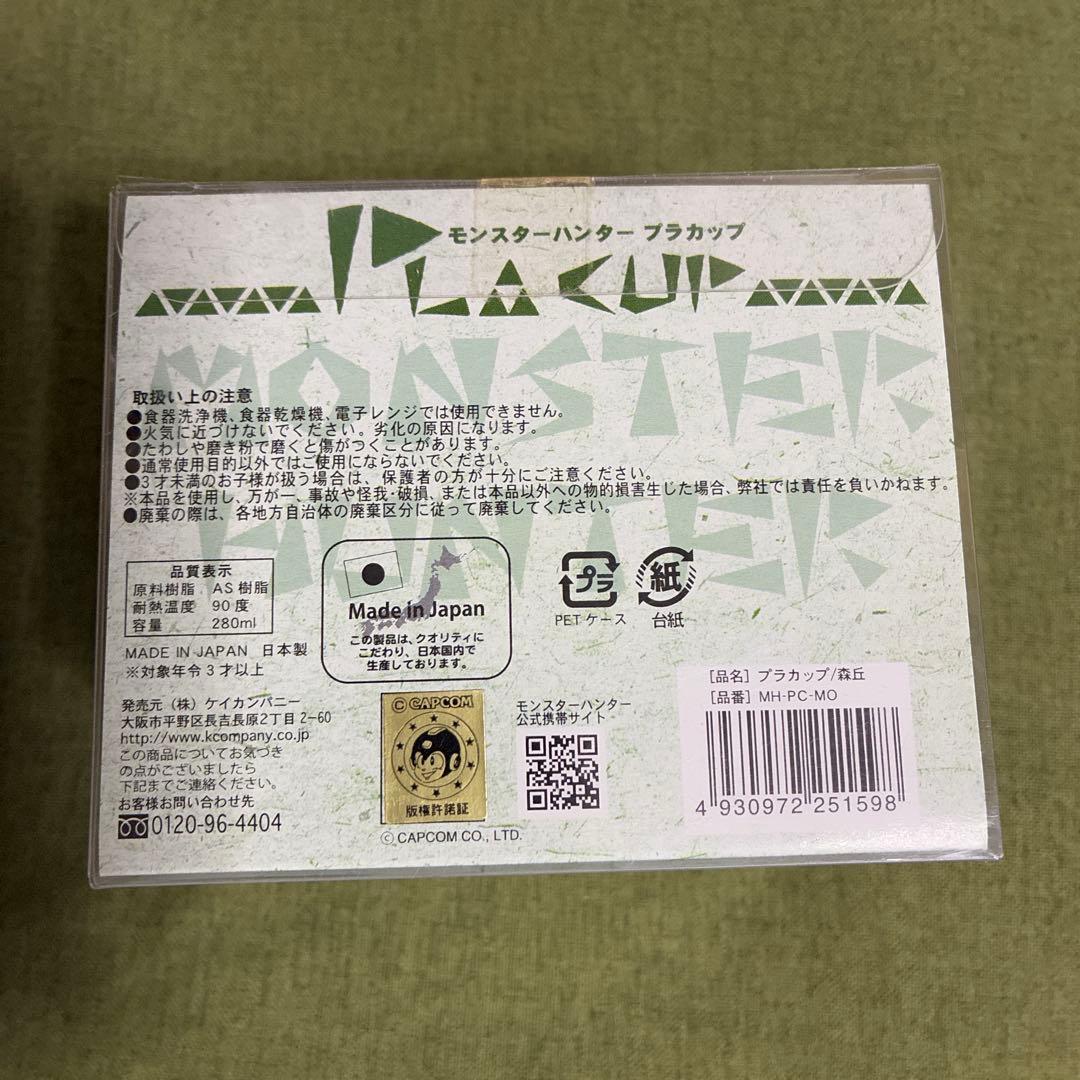 モンスターハンター プラカップ
PLACUP
MONSTER
HUNTER
取扱い上の注意
●食器洗浄機、食器乾燥機、電子レンジでは使用できません。
●火気に近づけないでください。劣化の原因になります。
●たわしや磨き粉で磨くと傷がつくことがあります。
●通常使用目的以外ではご使用にならないでください。
●3才未満のお子様が扱う場合は、保護者の方が十分にご注意ください。
※本品を使用し、万が一、事故や怪我・破損、または本品以外への物的損害生じた場合、弊社では責任を負いかねます。
●廃棄の際は、各地方自治体の廃棄区分に従って廃棄してください。
品質表示
原料樹脂 AS樹脂
耐熱温度 90度
容量 280ml
MADE IN JAPAN 日本製
※対象年令3才以上
Made in Japan
この製品は、クオリティに
こだわり、日本国内で
生産しております。
プラ
PETケース
紙
台紙
発売元（株）ケイカンパニー
大阪市平野区長吉長原2丁目2-60
http://www.kcompany.co.jp
この商品についてお気づき
の点がございましたら
下記までご連絡ください。
お客様お問い合わせ先
0120-96-4404
©CAPCOM
版権許諾証
©CAPCOM CO., LTD.
モンスターハンター
公式携帯サイト
［品名］プラカップ/森丘
［品番］MH-PC-MO
4 930972 251598